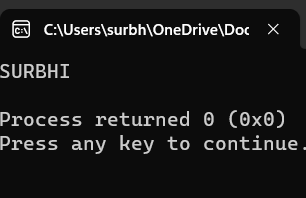 C:\Users\surbh\OneDrive\Doc
SURBHI
Process returned 0 (0x0)
Press any key to continue.